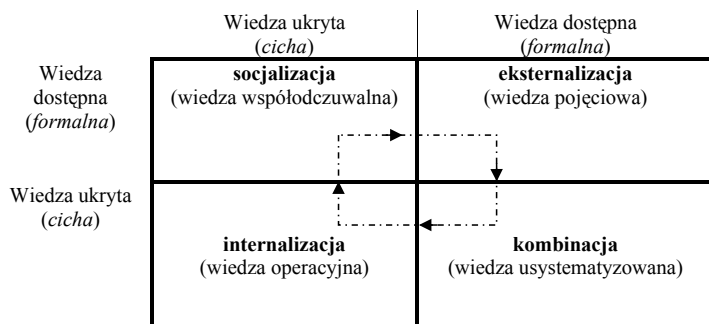 Wiedza ukryta
(cicha)
Wiedza dostępna
(formalna)
Wiedza
dostępna
(formalna)
socjalizacja
(wiedza współodczuwalna)
eksternalizacja
(wiedza pojęciowa)
Wiedza ukryta
(cicha)
internalizacja
(wiedza operacyjna)
kombinacja
(wiedza usystematyzowana)